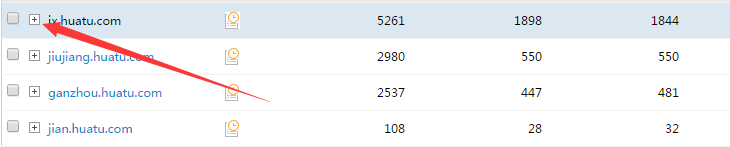 jx.huatu.com 5261 1898 1844
jiujiang.huatu.com 2980 550 550
ganzhou.huatu.com 2537 447 481
jian.huatu.com 108 28 32